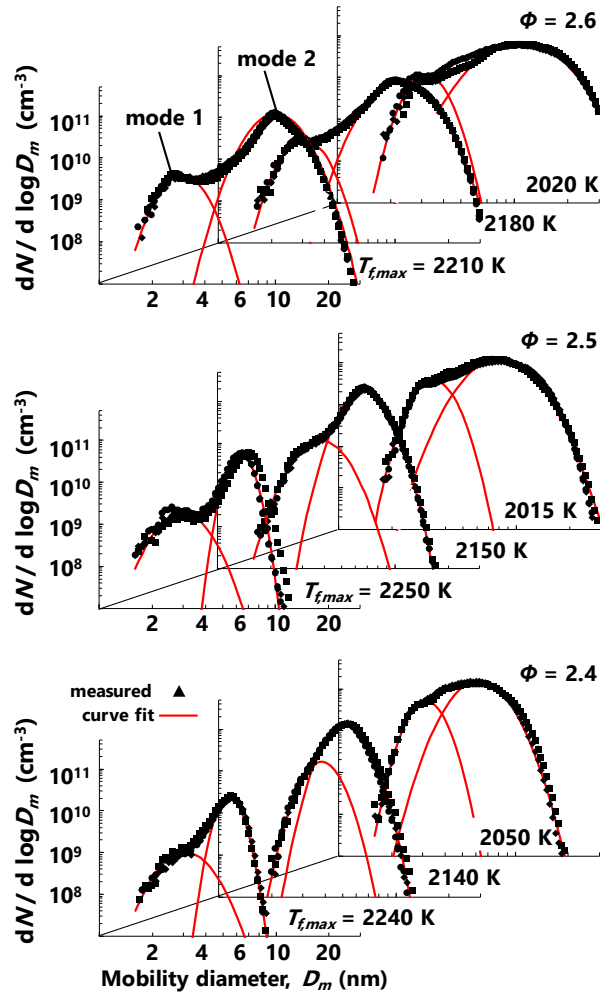 Φ = 2.6
mode 2
mode 1
dN / d logDm (cm-3)
10¹¹
10¹⁰
10⁹
10⁸
2020 K
2180 K
Tf,max = 2210 K
2 4 6 10 20
Φ = 2.5
dN / d logDm (cm-3)
10¹¹
10¹⁰
10⁹
10⁸
2015 K
2150 K
Tf,max = 2250 K
2 4 6 10 20
Φ = 2.4
measured
curve fit
dN / d logDm (cm-3)
10¹¹
10¹⁰
10⁹
10⁸
2050 K
2140 K
Tf,max = 2240 K
2 4 6 10 20
Mobility diameter, Dm (nm)